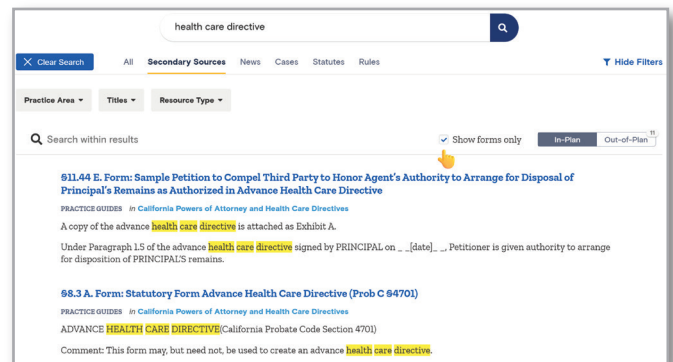 health care directive
X Clear Search All Secondary Sources News Cases Statutes Rules Hide Filters
Practice Area Titles Resource Type
Search within results Show forms only In-Plan Out-of-Plan 11
§11.44 E. Form: Sample Petition to Compel Third Party to Honor Agent's Authority to Arrange for Disposal of
Principal's Remains as Authorized in Advance Health Care Directive
PRACTICE GUIDES in California Powers of Attorney and Health Care Directives
A copy of the advance health care directive is attached as Exhibit A.
Under Paragraph 1.5 of the advance health care directive signed by PRINCIPAL on _ _[date]_ _, Petitioner is given authority to arrange
for disposition of PRINCIPAL'S remains.
§8.3 A. Form: Statutory Form Advance Health Care Directive (Prob C §4701)
PRACTICE GUIDES in California Powers of Attorney and Health Care Directives
ADVANCE HEALTH CARE DIRECTIVE(California Probate Code Section 4701)
Comment: This form may, but need not, be used to create an advance health care directive.